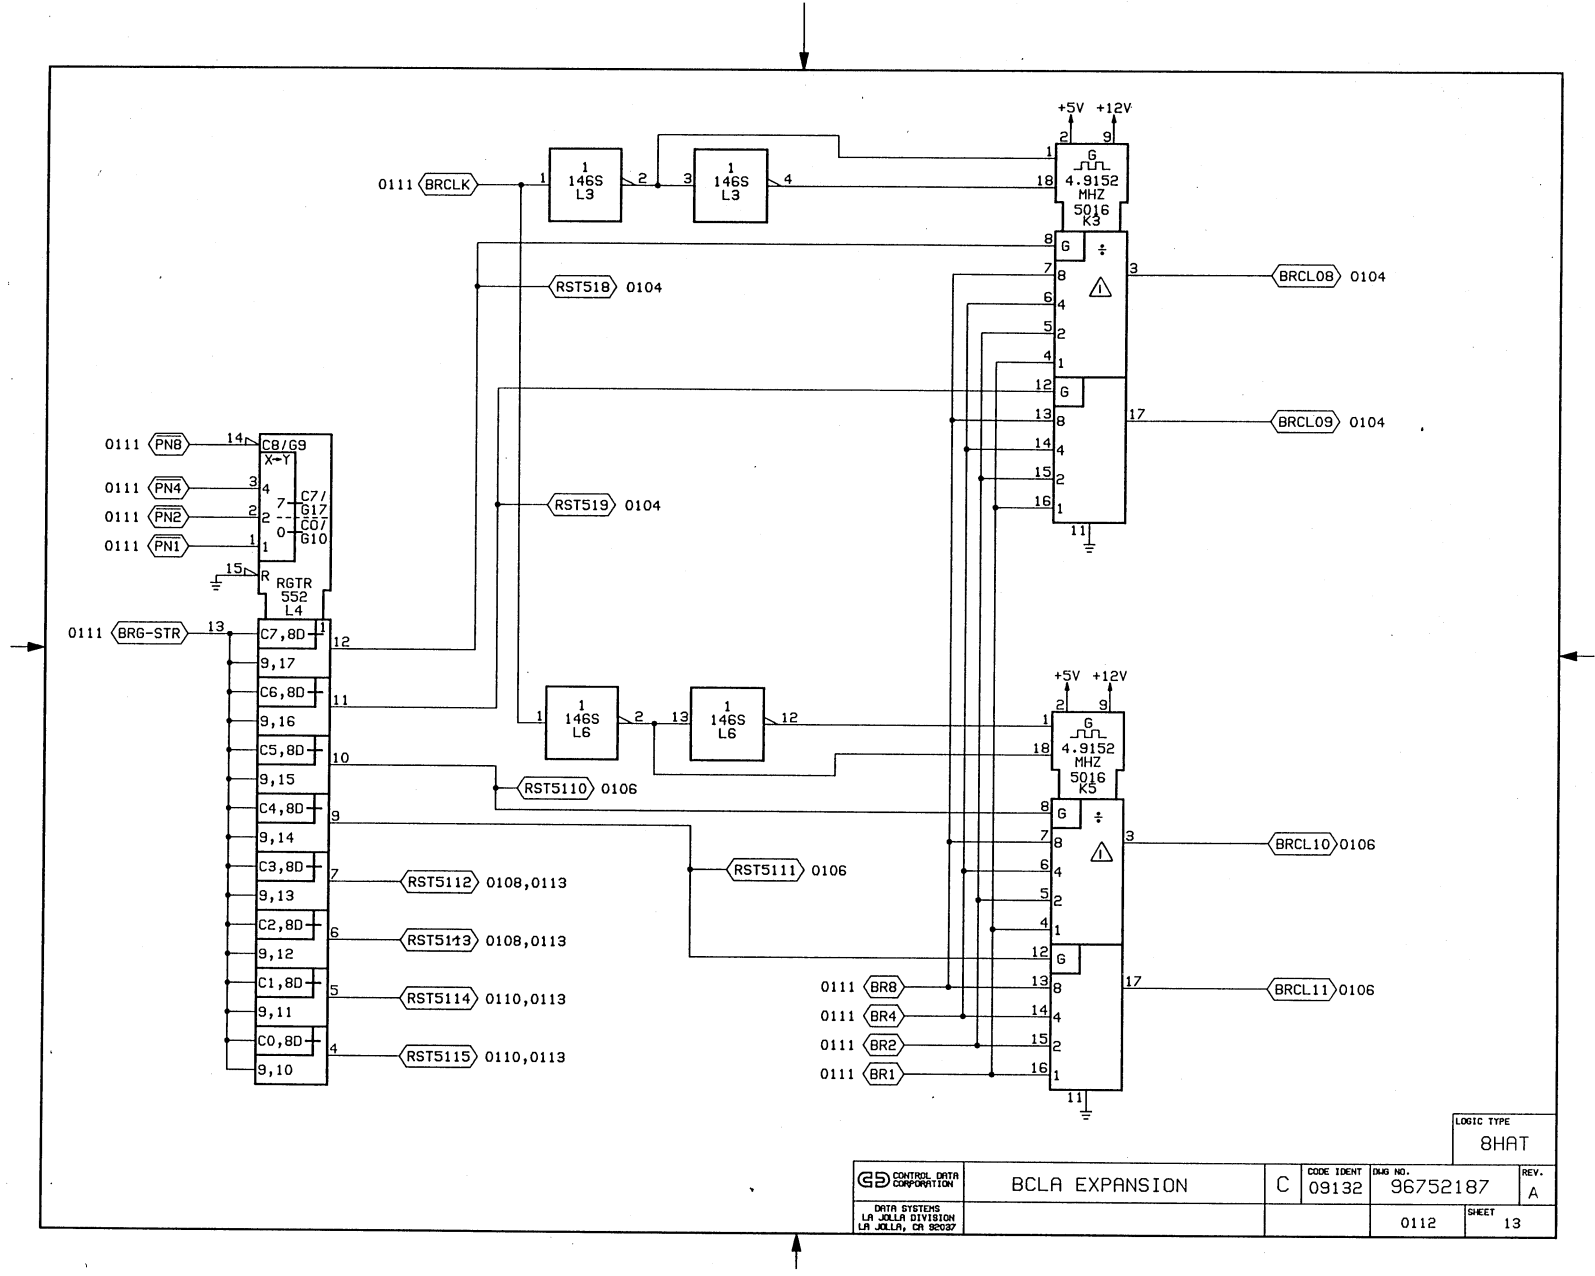 +5V +12V
2 9
1 G
18 4.9152
MHZ
5016
K3
0111 BRCLK 1 1 146S L3 2 3 1 146S L3 4
8 G ÷
7 8 3 BRCL08 0104
6 4
5 2
4 1
RST518 0104
12 G
13 8 17 BRCL09 0104
14 4
15 2
16 1
11
RST519 0104
0111 PN8 14 C8/G9
X→Y
0111 PN4 3 4
7 C7/
G17
0111 PN2 2 2
0 C0/
G10
0111 PN1 1 1
15 R
RGTR
552
L4
0111 BRG-STR 13 C7,8D 1 12
9,17
C6,8D 11
9,16
C5,8D 10
9,15
C4,8D 9
9,14
C3,8D 7 RST5112 0108,0113
9,13
C2,8D 6 RST5113 0108,0113
9,12
C1,8D 5 RST5114 0110,0113
9,11
C0,8D 4 RST5115 0110,0113
9,10
1 1 146S L6 2 13 1 146S L6 12
RST5110 0106
RST5111 0106
+5V +12V
2 9
1 G
18 4.9152
MHZ
5016
K5
8 G ÷
7 8 3 BRCL10 0106
6 4
5 2
4 1
12 G
0111 BR8 13 8 17 BRCL11 0106
0111 BR4 14 4
0111 BR2 15 2
0111 BR1 16 1
11
LOGIC TYPE
8HAT
CONTROL DATA
CORPORATION
DATA SYSTEMS
LA JOLLA DIVISION
LA JOLLA, CA 92037
BCLA EXPANSION
C
CODE IDENT
09132
DWG NO.
96752187
REV.
A
0112
SHEET
13